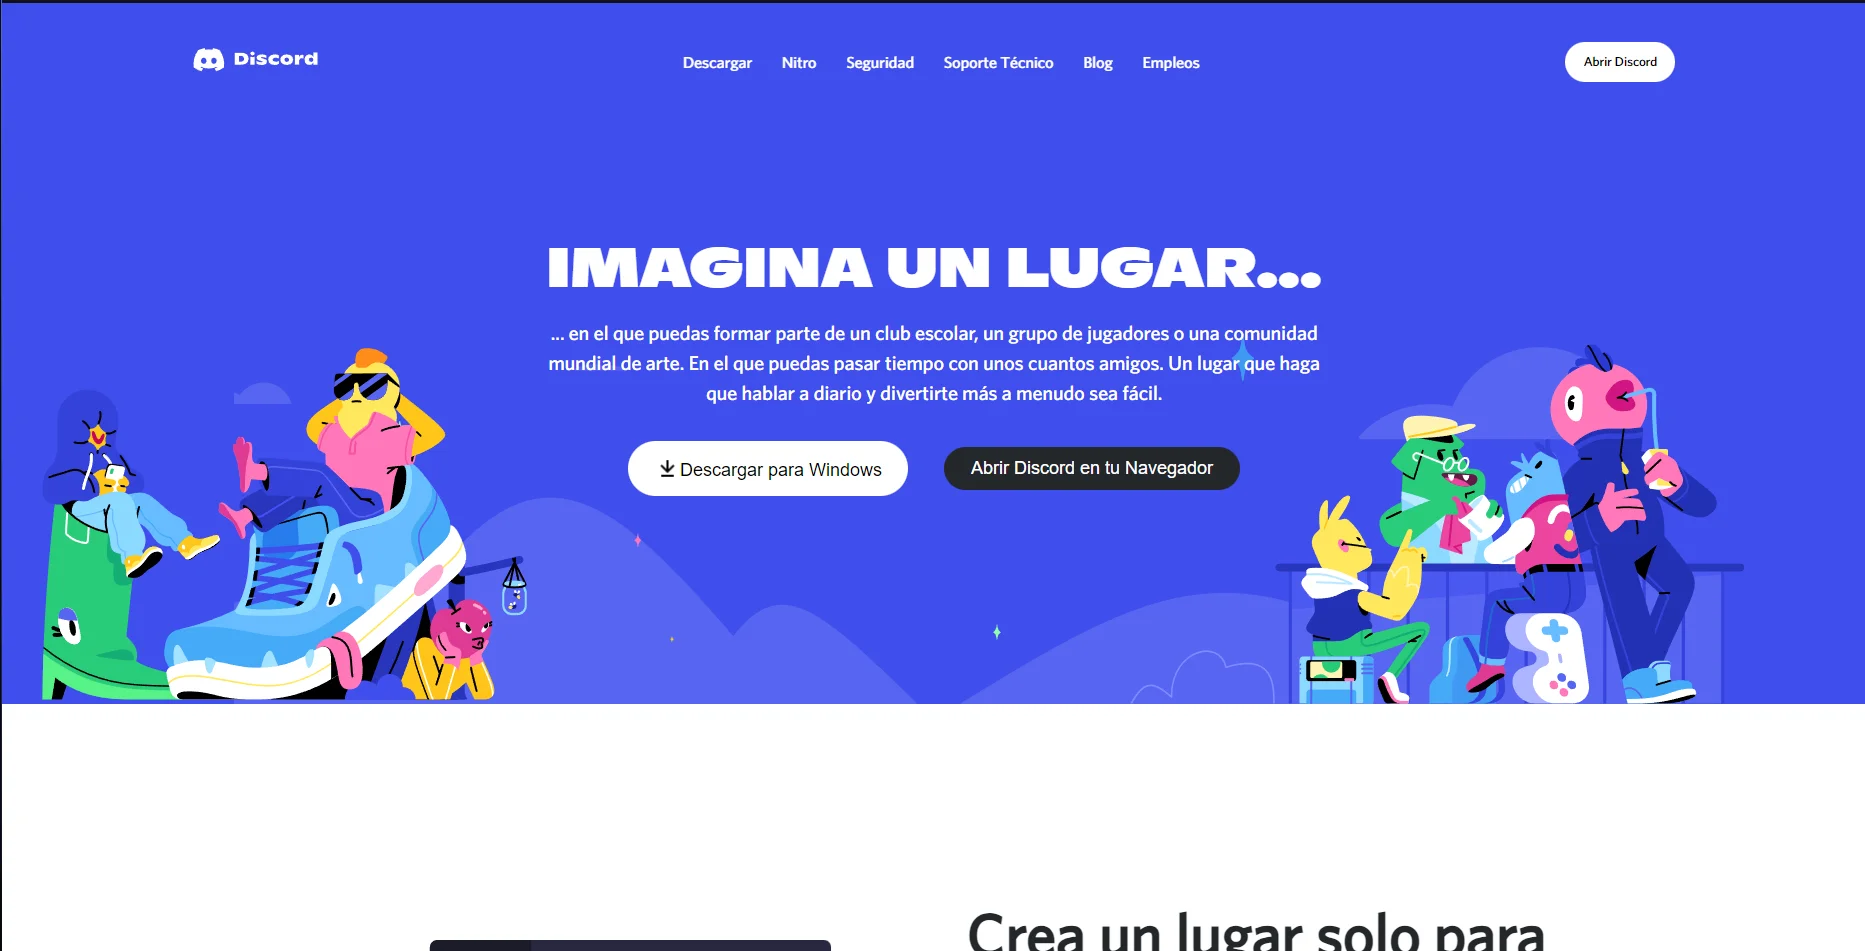 Discord
Descargar
Nitro
Seguridad
Soporte Técnico
Blog
Empleos
Abrir Discord
IMAGINA UN LUGAR...
... en el que puedas formar parte de un club escolar, un grupo de jugadores o una comunidad
mundial de arte. En el que puedas pasar tiempo con unos cuantos amigos. Un lugar que haga
que hablar a diario y divertirte más a menudo sea fácil.
Descargar para Windows
Abrir Discord en tu Navegador
Crea un lugar solo para